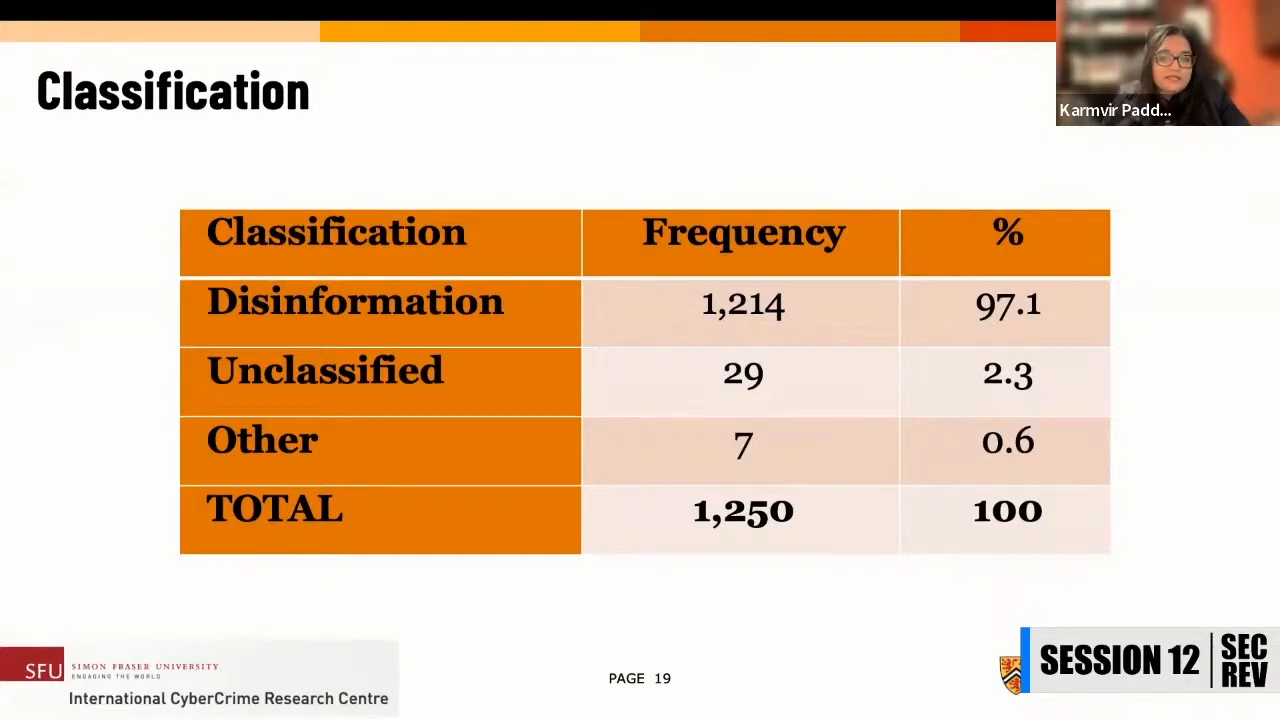 Classification
Karmvir Padd...
Classification Frequency %
Disinformation 1,214 97.1
Unclassified 29 2.3
Other 7 0.6
TOTAL 1,250 100
SFU SIMON FRASER UNIVERSITY
ENGAGING THE WORLD
International CyberCrime Research Centre
PAGE 19
SESSION 12
SEC
REV